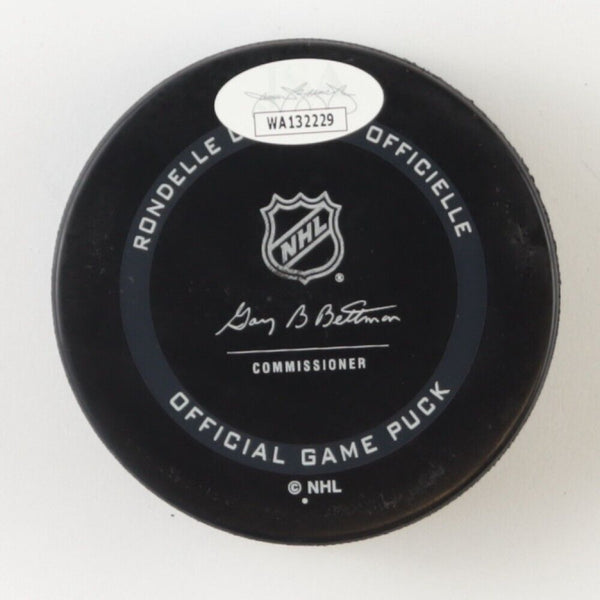 WA132229
RONDELLE OFFICIELLE
NHL
Gary B Bettman
COMMISSIONER
OFFICIAL GAME PUCK
© NHL